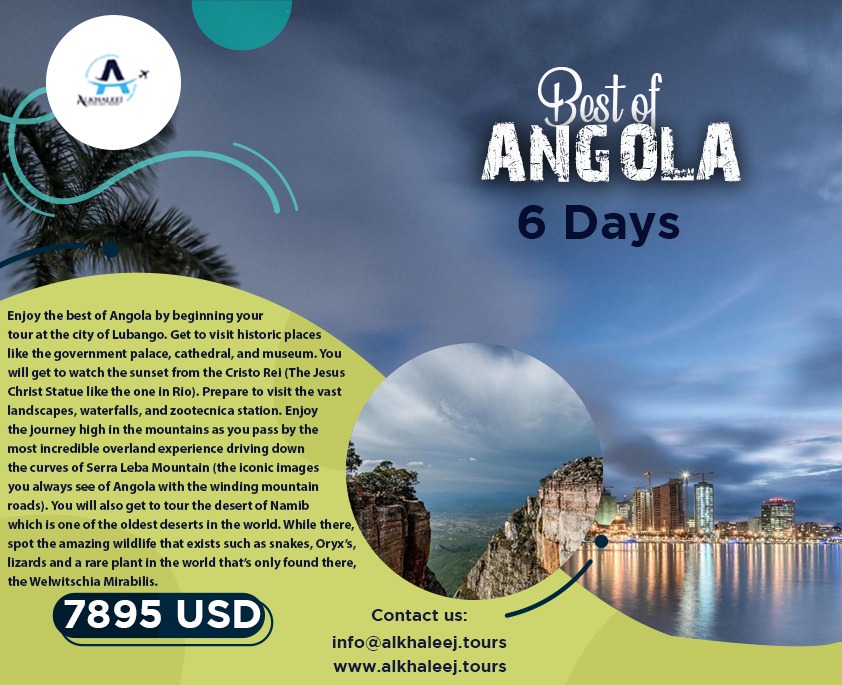 ALKHALEEJ
Best of
ANGOLA
6 Days
Enjoy the best of Angola by beginning your
tour at the city of Lubango. Get to visit historic places
like the government palace, cathedral, and museum. You
will get to watch the sunset from the Cristo Rei (The Jesus
Christ Statue like the one in Rio). Prepare to visit the vast
landscapes, waterfalls, and zootecnica station. Enjoy
the journey high in the mountains as you pass by the
most incredible overland experience driving down
the curves of Serra Leba Mountain (the iconic images
you always see of Angola with the winding mountain
roads). You will also get to tour the desert of Namib
which is one of the oldest deserts in the world. While there,
spot the amazing wildlife that exists such as snakes, Oryx's,
lizards and a rare plant in the world that's only found there,
the Welwitschia Mirabilis.
7895 USD
Contact us:
info@alkhaleej.tours
www.alkhaleej.tours